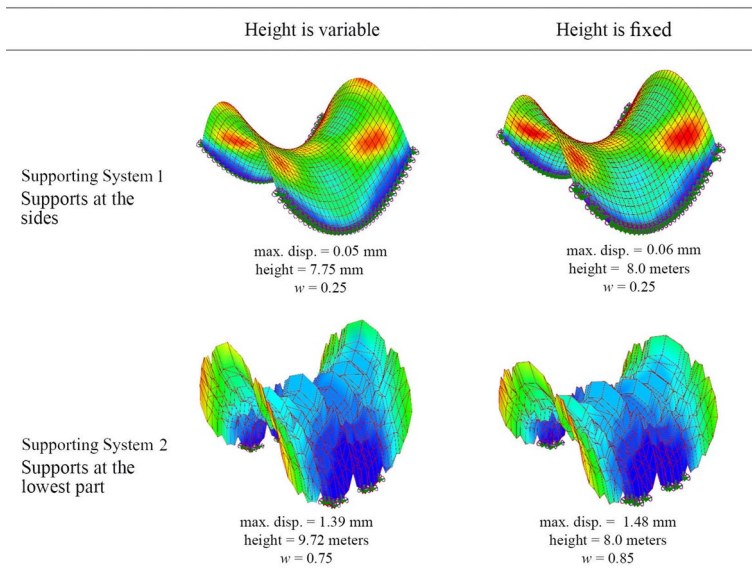 Height is variable
Height is fixed
Supporting System 1
Supports at the
sides
max. disp. = 0.05 mm
height = 7.75 mm
w = 0.25
max. disp. = 0.06 mm
height = 8.0 meters
w = 0.25
Supporting System 2
Supports at the
lowest part
max. disp. = 1.39 mm
height = 9.72 meters
w = 0.75
max. disp. = 1.48 mm
height = 8.0 meters
w = 0.85